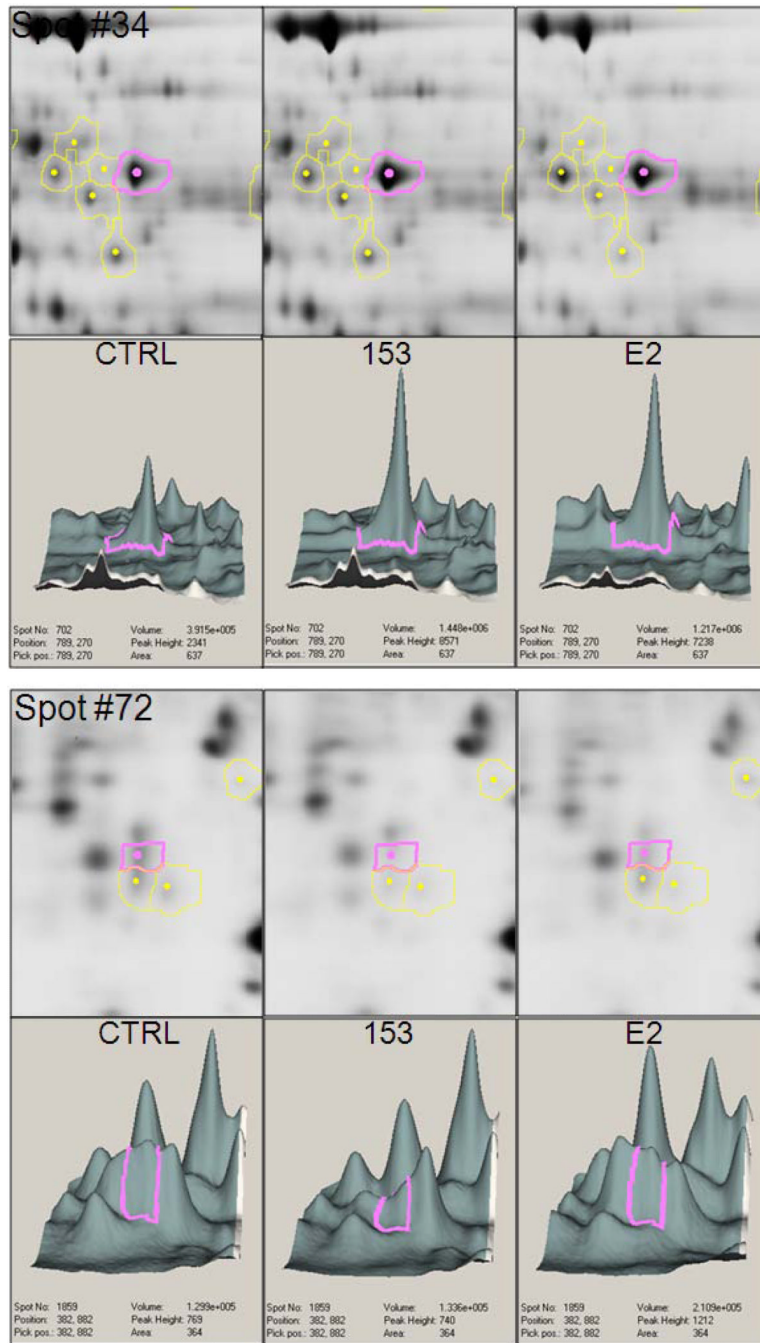 Spot #34
CTRL 153 E2
Spot No: 702 Volume: 3.915e+005 Spot No: 702 Volume: 1.448e+006 Spot No: 702 Volume: 1.217e+006
Position: 789, 270 Peak Height: 2341 Position: 789, 270 Peak Height: 8571 Position: 789, 270 Peak Height: 7238
Pick pos.: 789, 270 Area: 637 Pick pos.: 789, 270 Area: 637 Pick pos.: 789, 270 Area: 637
Spot #72
CTRL 153 E2
Spot No: 1859 Volume: 1.299e+005 Spot No: 1859 Volume: 1.336e+005 Spot No: 1859 Volume: 2.109e+005
Position: 382, 882 Peak Height: 769 Position: 382, 882 Peak Height: 740 Position: 382, 882 Peak Height: 1212
Pick pos.: 382, 882 Area: 364 Pick pos.: 382, 882 Area: 364 Pick pos.: 382, 882 Area: 364